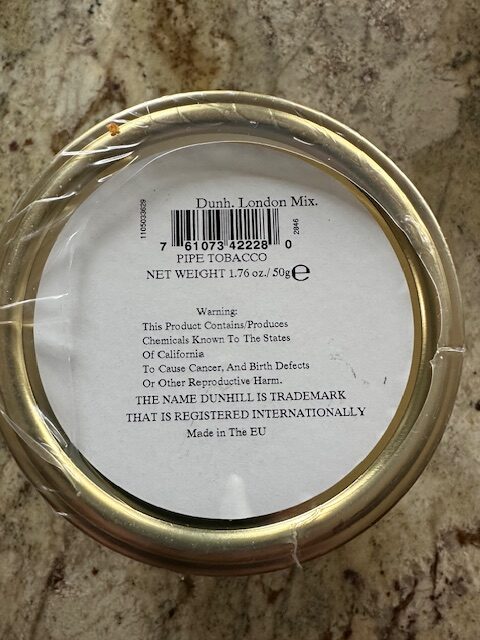 Dunh. London Mix.
1105033629
2846
7 61073 42228 0
PIPE TOBACCO
NET WEIGHT 1.76 oz./ 50g e
Warning:
This Product Contains/Produces
Chemicals Known To The States
Of California
To Cause Cancer, And Birth Defects
Or Other Reproductive Harm.
THE NAME DUNHILL IS TRADEMARK
THAT IS REGISTERED INTERNATIONALLY
Made in The EU